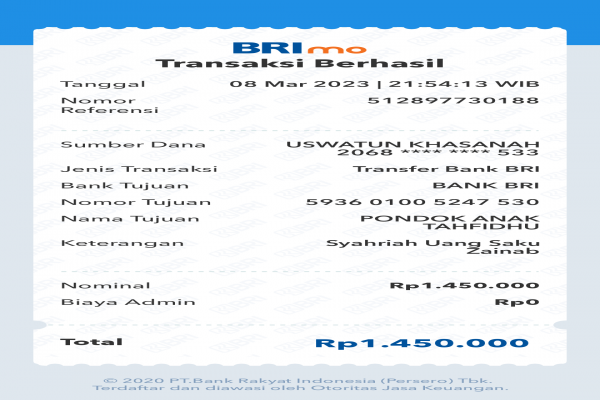 BRImo
Transaksi Berhasil
Tanggal 08 Mar 2023 | 21:54:13 WIB
Nomor 512897730188
Referensi
Sumber Dana USWATUN KHASANAH
2068 **** **** 533
Jenis Transaksi Transfer Bank BRI
Bank Tujuan BANK BRI
Nomor Tujuan 5936 0100 5247 530
Nama Tujuan PONDOK ANAK
TAHFIDHU
Keterangan Syahriah Uang Saku
Zainab
Nominal Rp1.450.000
Biaya Admin Rp0
Total Rp1.450.000
© 2020 PT.Bank Rakyat Indonesia (Persero) Tbk.
Terdaftar dan diawasi oleh Otoritas Jasa Keuangan.